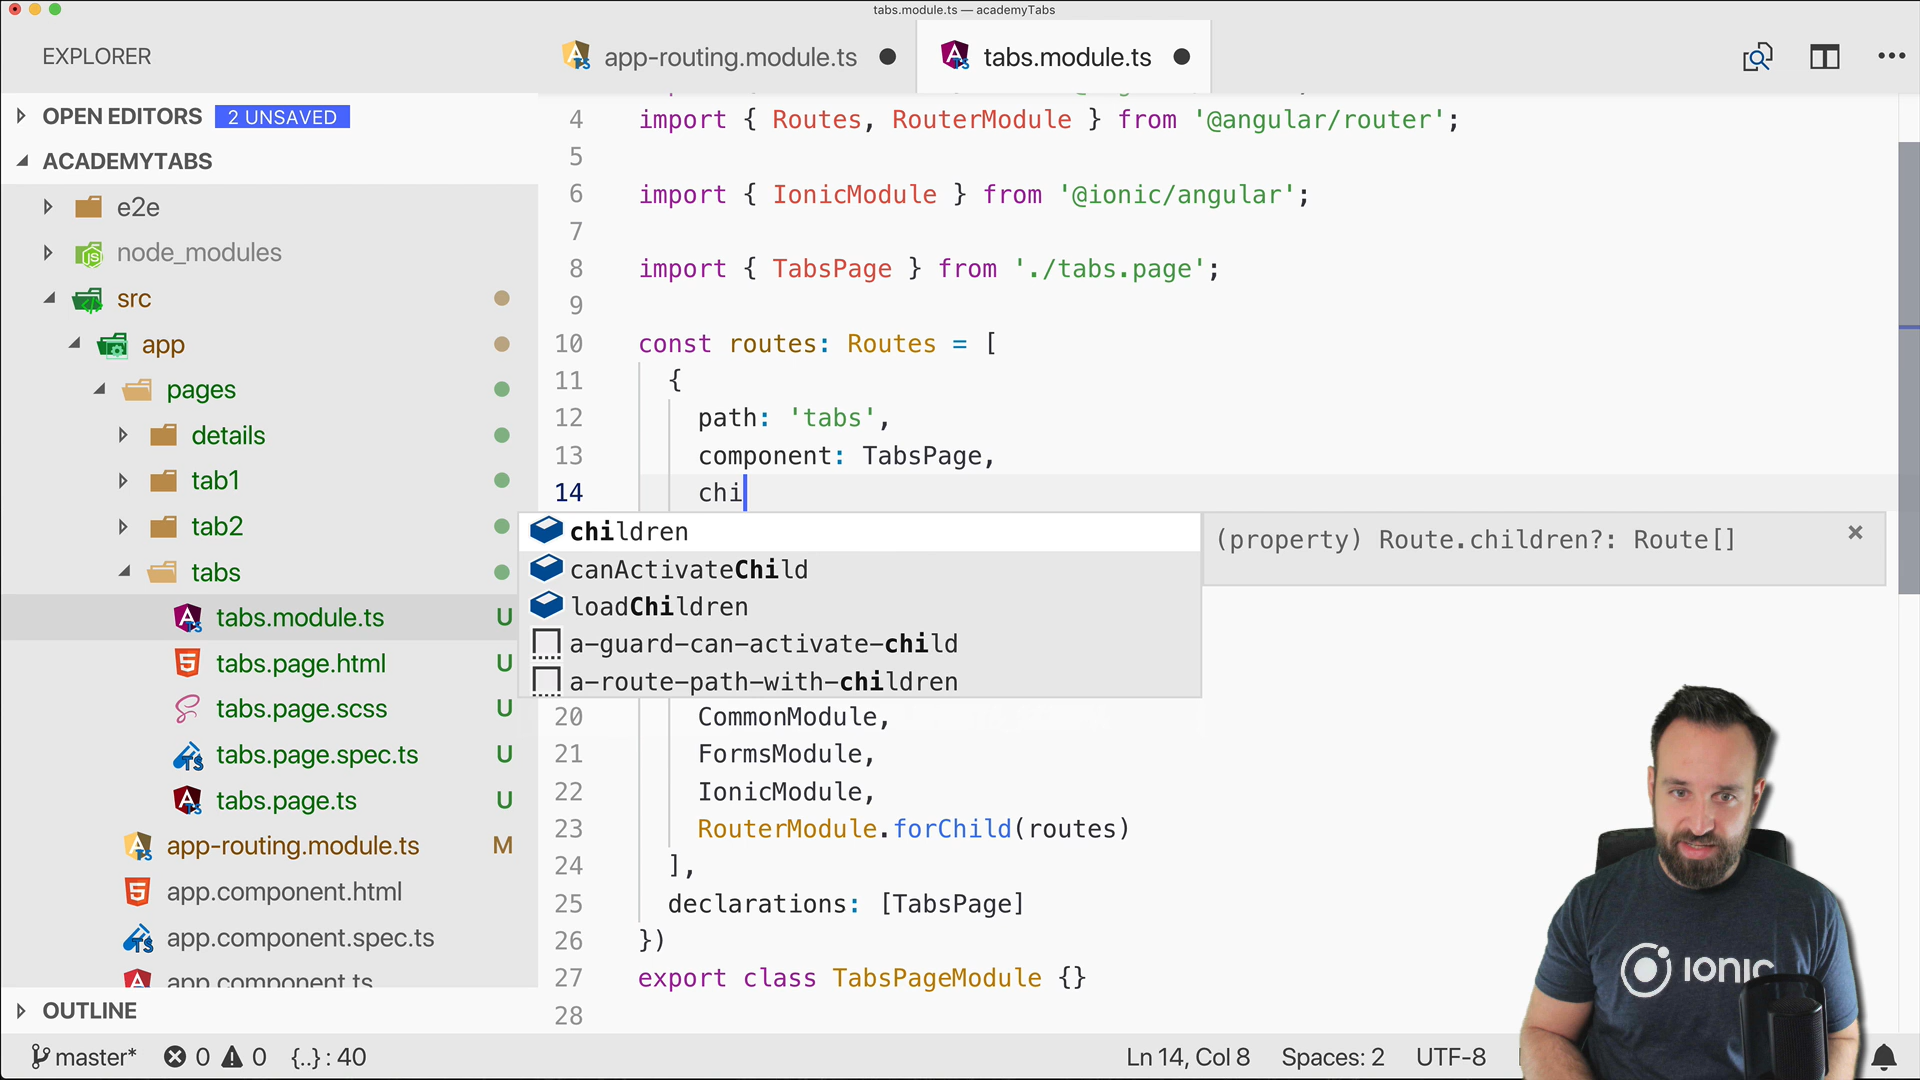 tabs.module.ts — academyTabs
EXPLORER
app-routing.module.ts
tabs.module.ts
OPEN EDITORS 2 UNSAVED
ACADEMYTABS
e2e
node_modules
src
app
pages
details
tab1
tab2
tabs
tabs.module.ts U
tabs.page.html U
tabs.page.scss U
tabs.page.spec.ts U
tabs.page.ts U
app-routing.module.ts M
app.component.html
app.component.spec.ts
app.component.ts
OUTLINE
4 import { Routes, RouterModule } from '@angular/router';
5
6 import { IonicModule } from '@ionic/angular';
7
8 import { TabsPage } from './tabs.page';
9
10 const routes: Routes = [
11 {
12 path: 'tabs',
13 component: TabsPage,
14 chi
children
canActivateChild
loadChildren
a-guard-can-activate-child
a-route-path-with-children
(property) Route.children?: Route[]
20 CommonModule,
21 FormsModule,
22 IonicModule,
23 RouterModule.forChild(routes)
24 ],
25 declarations: [TabsPage]
26 })
27 export class TabsPageModule {}
28
ionic
master* 0 0 {..} : 40
Ln 14, Col 8 Spaces: 2 UTF-8